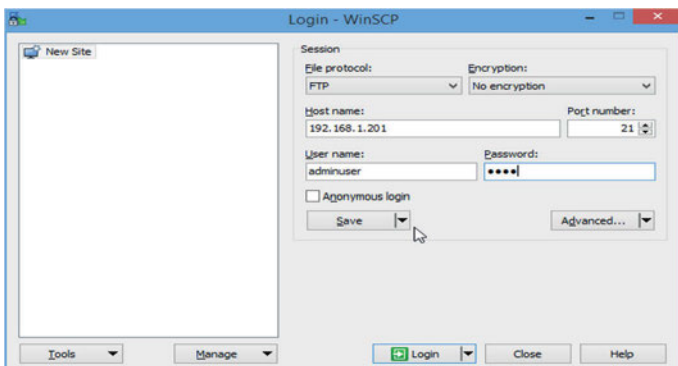 Login - WinSCP
New Site
Session
File protocol: Encryption:
FTP No encryption
Host name: Port number:
192.168.1.201 21
User name: Password:
adminuser ••••
Anonymous login
Save Advanced...
Tools Manage Login Close Help